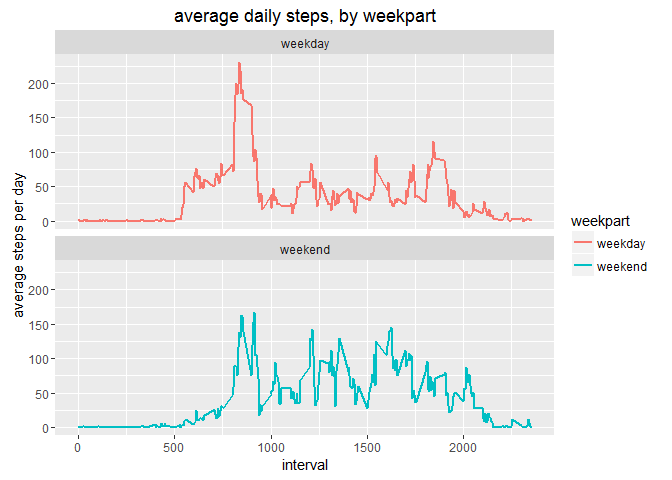 average daily steps, by weekpart
weekday
200
150
100
50
0
average steps per day
weekend
200
150
100
50
0
0 500 1000 1500 2000
interval
weekpart
weekday
weekend